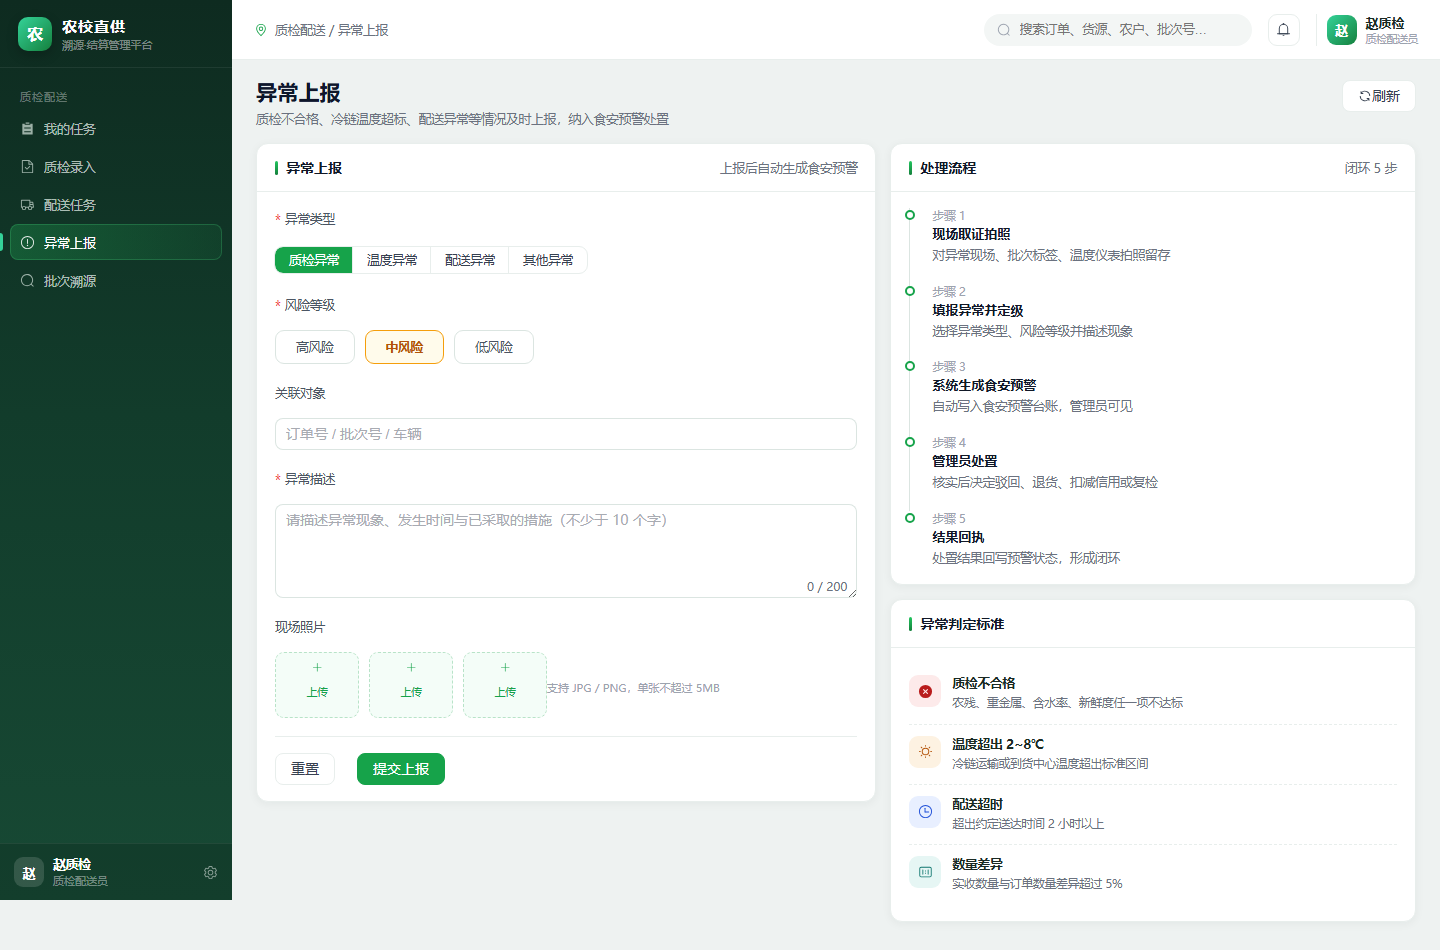 农
农校直供
溯源·结算管理平台
质检配送
我的任务
质检录入
配送任务
异常上报
批次溯源
赵
赵质检
质检配送员
质检配送 / 异常上报
搜索订单、货源、农户、批次号...
赵
赵质检
质检配送员
异常上报
质检不合格、冷链温度超标、配送异常等情况及时上报，纳入食安预警处置
刷新
异常上报
上报后自动生成食安预警
* 异常类型
质检异常
温度异常
配送异常
其他异常
* 风险等级
高风险
中风险
低风险
关联对象
订单号 / 批次号 / 车辆
* 异常描述
请描述异常现象、发生时间与已采取的措施（不少于 10 个字）
0 / 200
现场照片
上传
上传
上传
支持 JPG / PNG，单张不超过 5MB
重置
提交上报
处理流程
闭环 5 步
步骤 1
现场取证拍照
对异常现场、批次标签、温度仪表拍照留存
步骤 2
填报异常并定级
选择异常类型、风险等级并描述现象
步骤 3
系统生成食安预警
自动写入食安预警台账，管理员可见
步骤 4
管理员处置
核实后决定驳回、退货、扣减信用或复检
步骤 5
结果回执
处置结果回写预警状态，形成闭环
异常判定标准
质检不合格
农残、重金属、含水率、新鲜度任一项不达标
温度超出 2~8℃
冷链运输或到货中心温度超出标准区间
配送超时
超出约定送达时间 2 小时以上
数量差异
实收数量与订单数量差异超过 5%